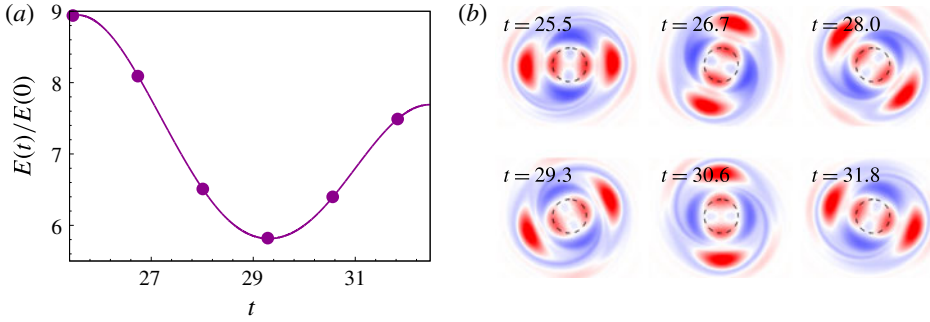 (a)
9
8
7
6
E(t)/E(0)
27
29
31
t
(b)
t = 25.5
t = 26.7
t = 28.0
t = 29.3
t = 30.6
t = 31.8